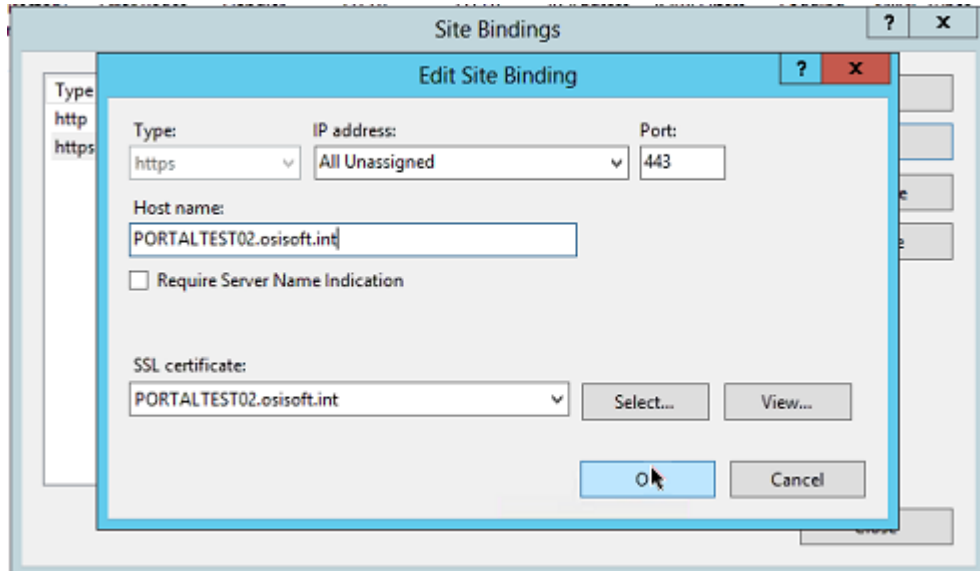 Site Bindings
? x
Edit Site Binding
? x
Type
http
https
Type:
IP address:
Port:
https
All Unassigned
443
Host name:
PORTALTEST02.osisoft.int
Require Server Name Indication
SSL certificate:
PORTALTEST02.osisoft.int
Select...
View...
Cancel